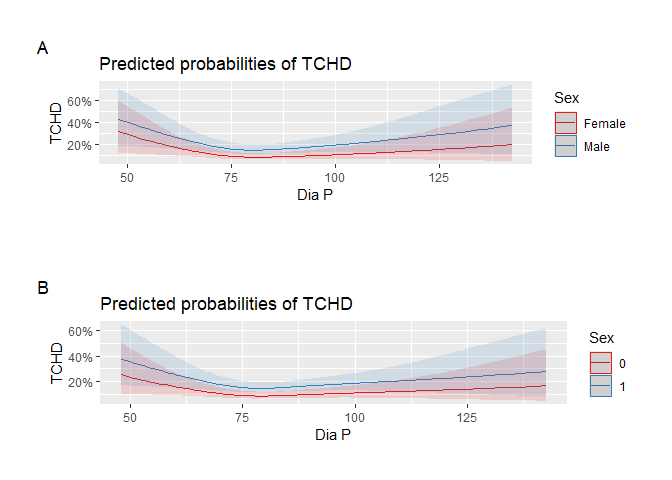 A
Predicted probabilities of TCHD
TCHD
60%
40%
20%
50 75 100 125
Dia P
Sex
Female
Male
B
Predicted probabilities of TCHD
TCHD
60%
40%
20%
50 75 100 125
Dia P
Sex
0
1